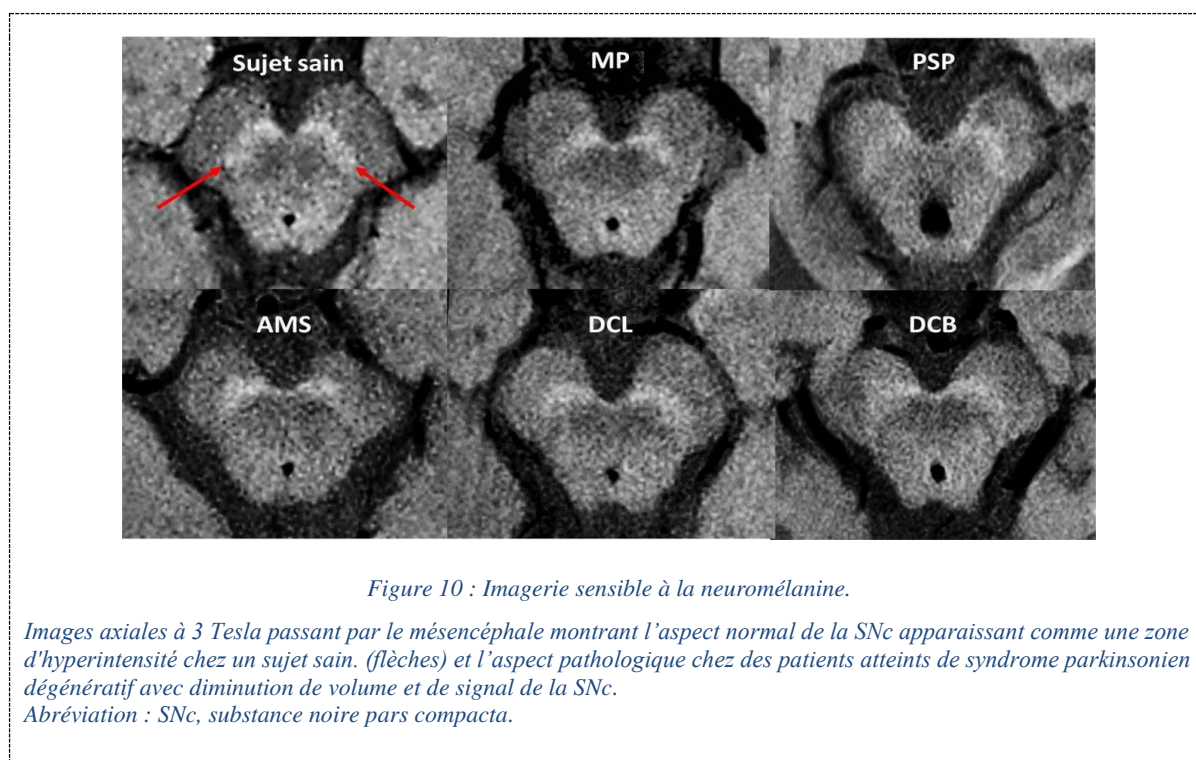 Sujet sain
MP
PSP
AMS
DCL
DCB
Figure 10 : Imagerie sensible à la neuromélanine.
Images axiales à 3 Tesla passant par le mésencéphale montrant l’aspect normal de la SNc apparaissant comme une zone
d'hyperintensité chez un sujet sain. (flèches) et l’aspect pathologique chez des patients atteints de syndrome parkinsonien
dégénératif avec diminution de volume et de signal de la SNc.
Abréviation : SNc, substance noire pars compacta.